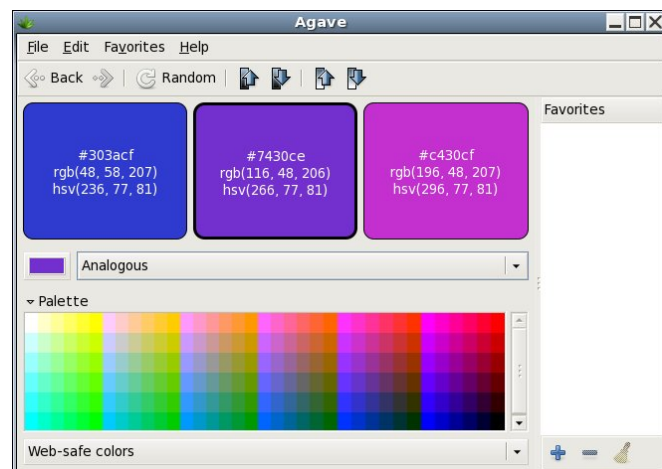 Agave
File Edit Favorites Help
Back Random
#303acf
rgb(48, 58, 207)
hsv(236, 77, 81)
#7430ce
rgb(116, 48, 206)
hsv(266, 77, 81)
#c430cf
rgb(196, 48, 207)
hsv(296, 77, 81)
Favorites
Analogous
Palette
Web-safe colors